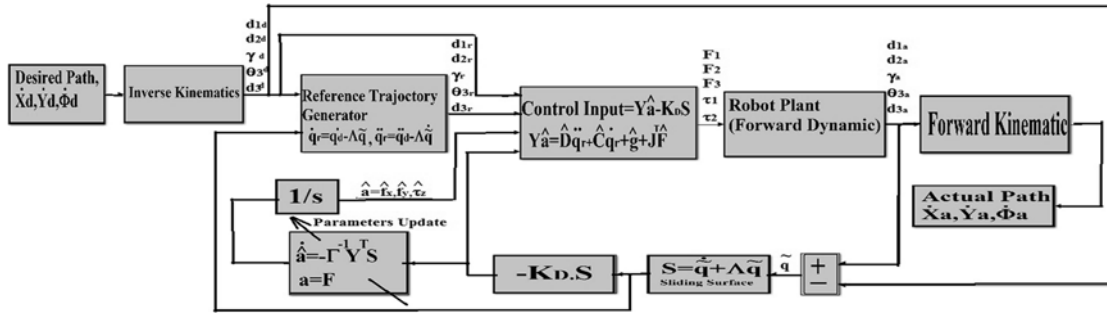 Desired Path,
Ẋd,Ẏd,Φ̇d
Inverse Kinematics
d1d
d2d
γd
Θ3d
d3d
Reference Trajoctory
Generator
q̇r=q̇d-Λq̃, q̈r=q̈d-Λq̃̇
d1r
d2r
γr
Θ3r
d3r
Control Input=Yâ-KDS
Yâ=D̂q̈r+Ĉq̇r+ĝ+JF̂
F1
F2
F3
τ1
τ2
Robot Plant
(Forward Dynamic)
d1a
d2a
γa
Θ3a
d3a
Forward Kinematic
Actual Path
Ẋa,Ẏa,Φ̇a
1/s
â=f̂x,f̂y,τ̂z
Parameters Update
â̇=-Γ⁻¹YᵀS
a=F
-KD.S
S=q̃̇+Λq̃
Sliding Surface
q̃
+
−